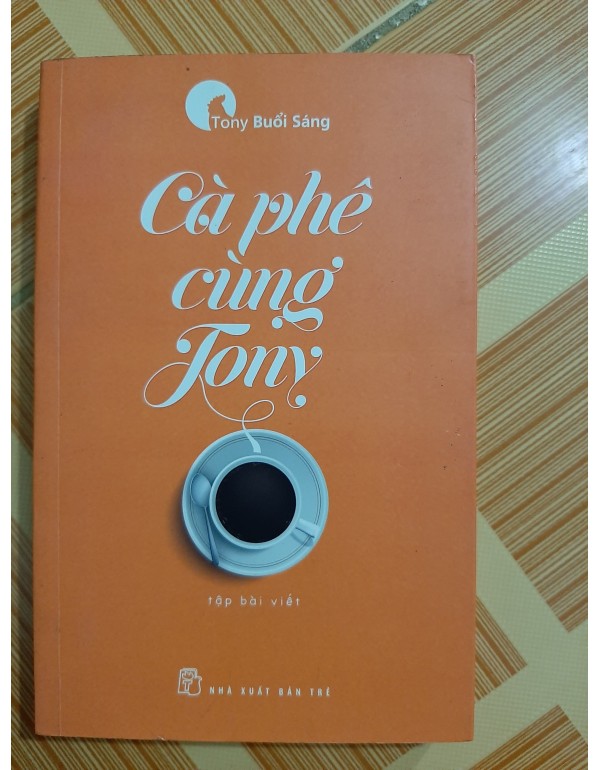 Tony Buổi Sáng
Cà phê
cùng
Tony
tập bài viết
NHÀ XUẤT BẢN TRẺ